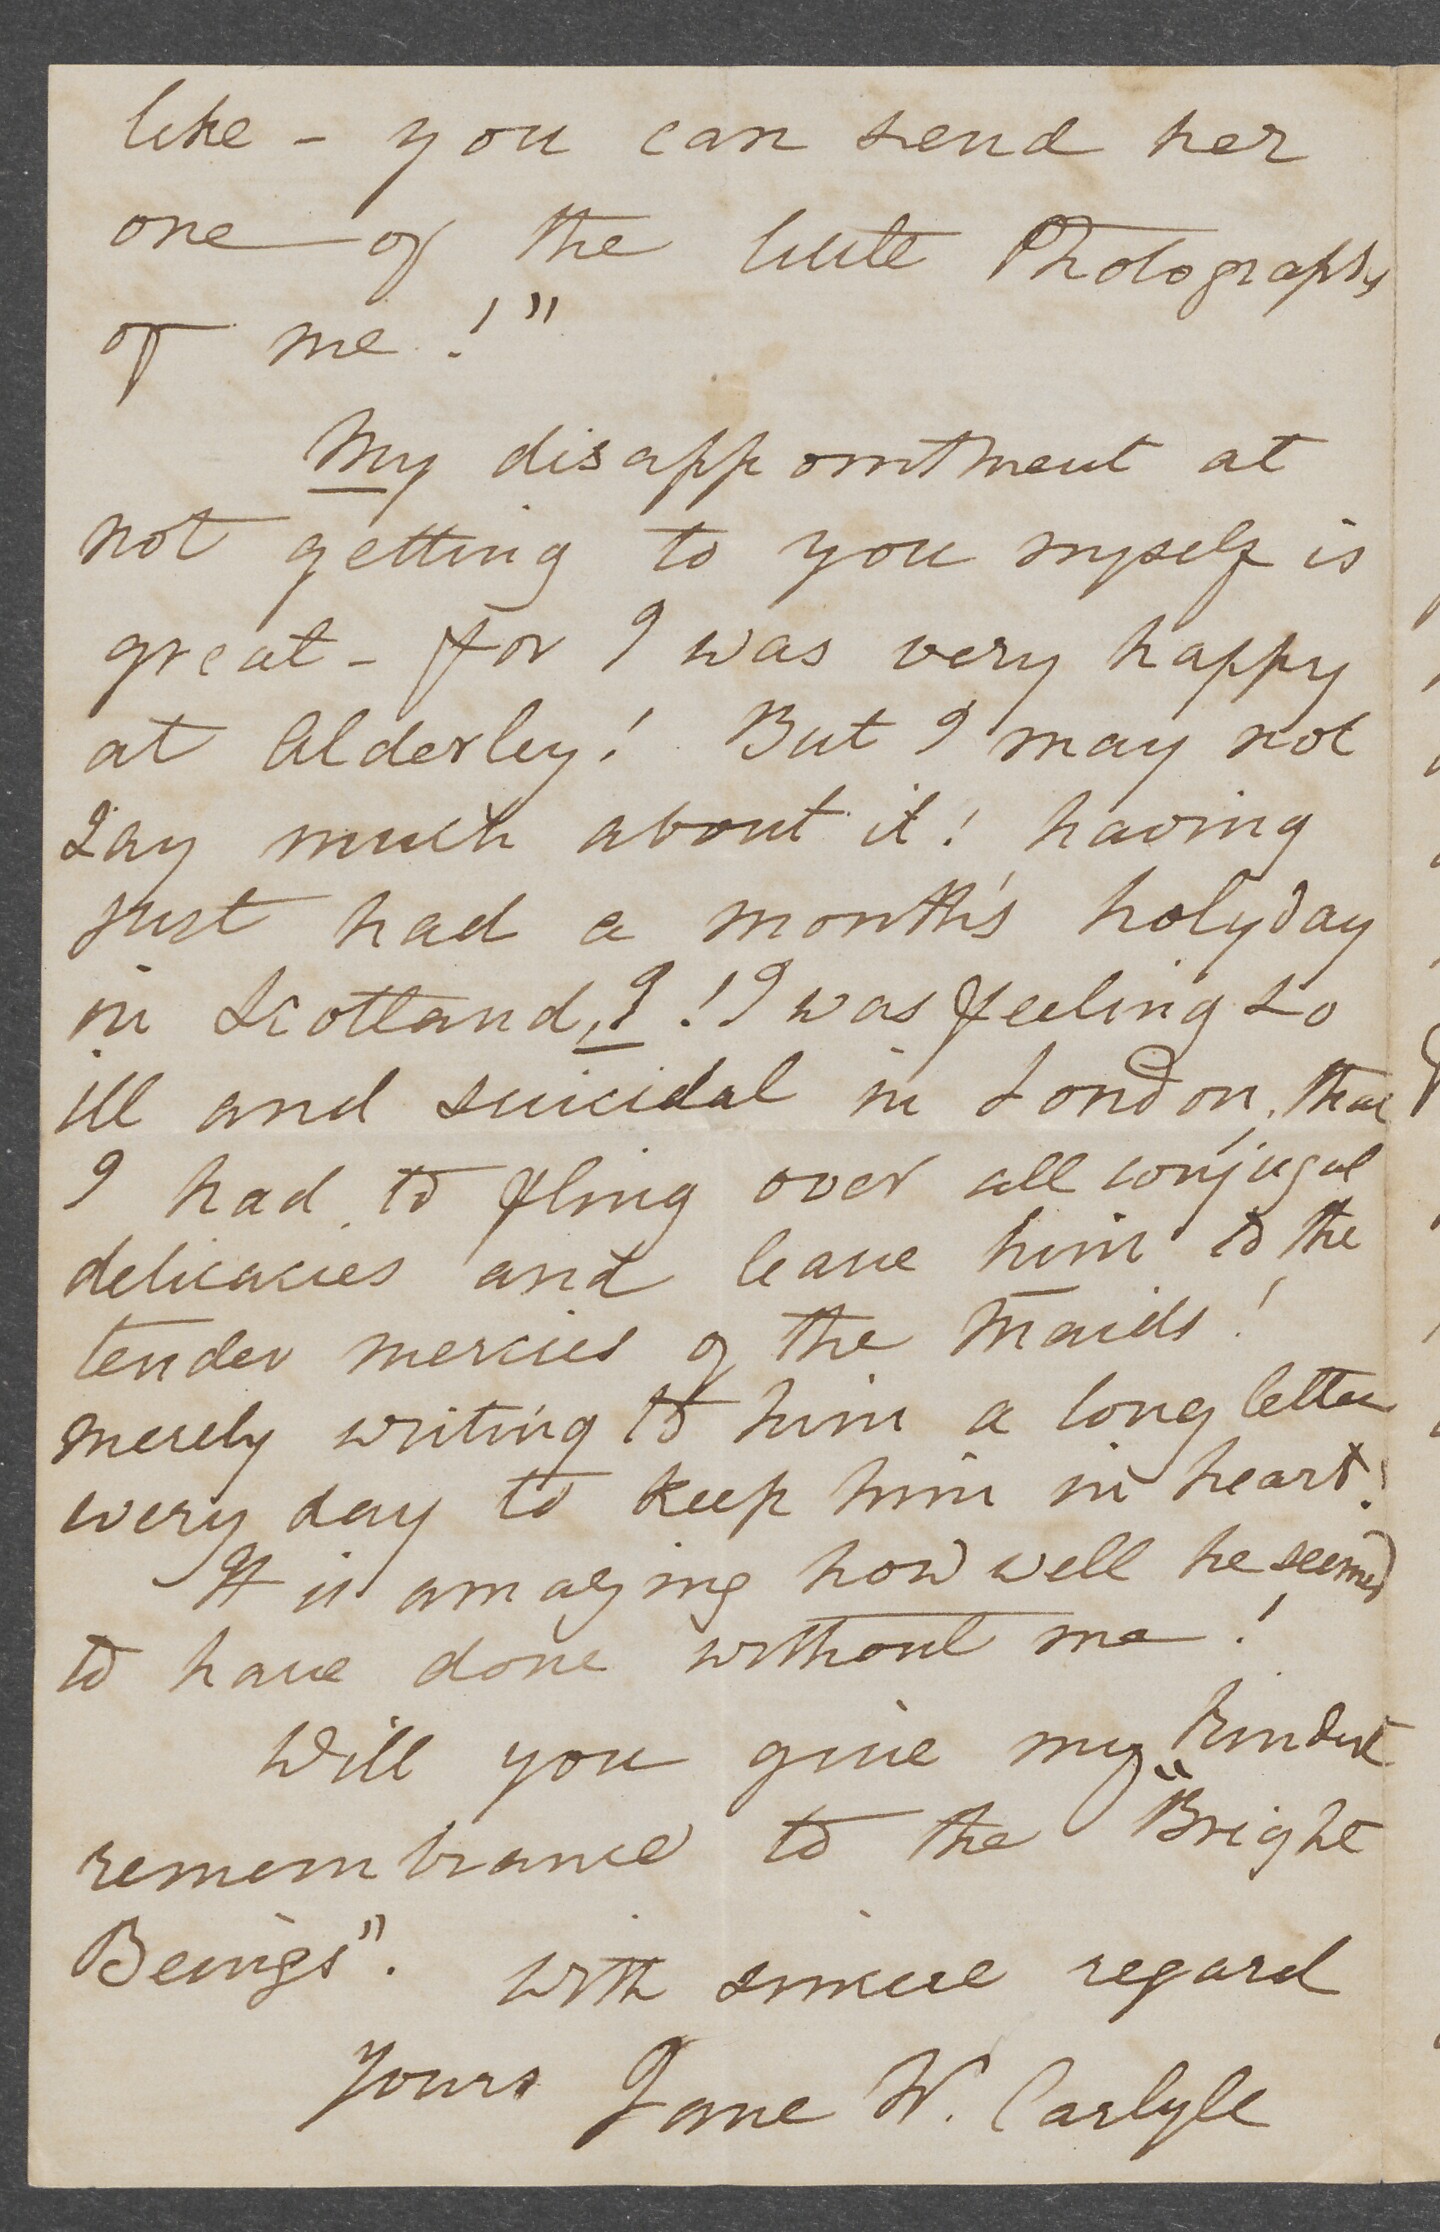 like - you can send her
one of the little Photographs
of me!"
My disappointment at
not getting to you myself is
great - for I was very happy
at Alderley! But I may not
say much about it! having
just had a month's holyday
in Scotland, I! I was feeling so
ill and suicidal in London, that
I had to fling over all conjugal
delicacies and leave him to the
tender mercies of the Maids!
merely writing to him a long letter
every day to keep him in heart!
It is amazing how well he seemed
to have done without me!
Will you give my kindest
remembrance to the "Bright
Beings". With sincere regard
Yours Jane W. Carlyle